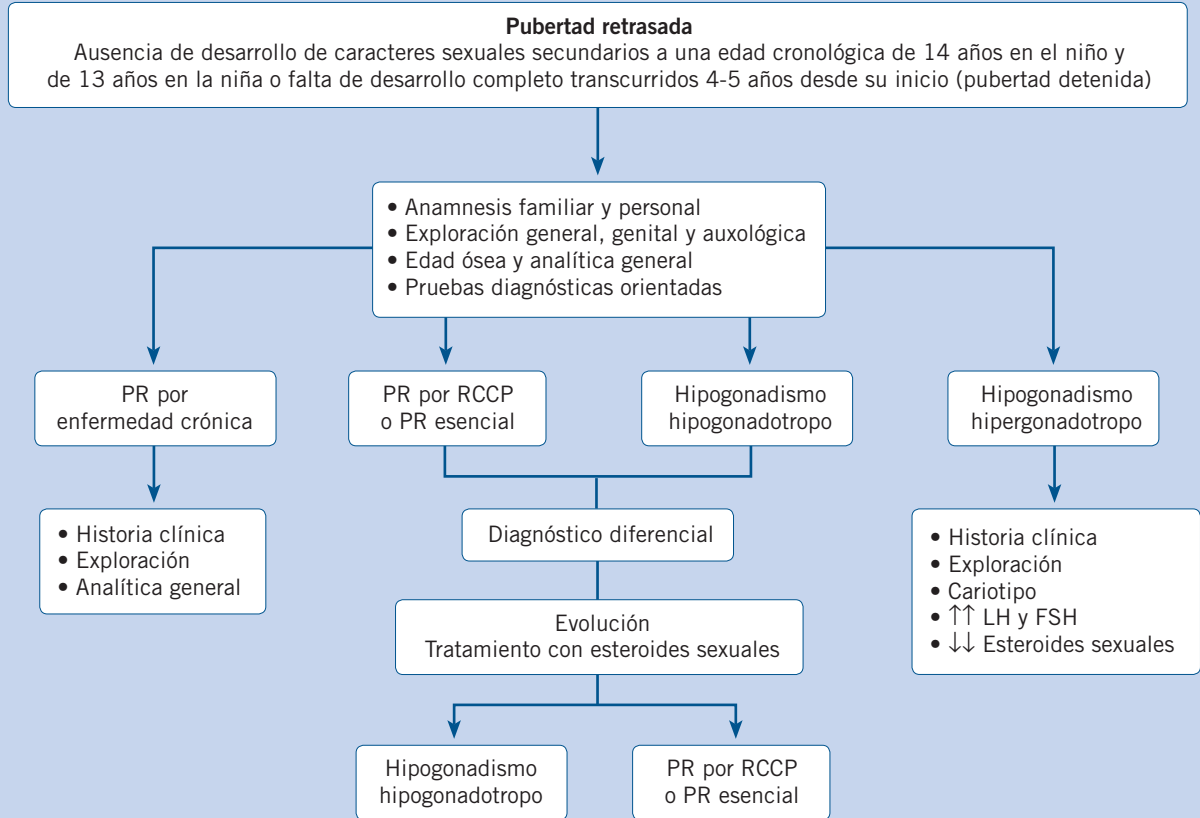 Pubertad retrasada
Ausencia de desarrollo de caracteres sexuales secundarios a una edad cronológica de 14 años en el niño y
de 13 años en la niña o falta de desarrollo completo transcurridos 4-5 años desde su inicio (pubertad detenida)
• Anamnesis familiar y personal
• Exploración general, genital y auxológica
• Edad ósea y analítica general
• Pruebas diagnósticas orientadas
PR por
enfermedad crónica
PR por RCCP
o PR esencial
Hipogonadismo
hipogonadotropo
Hipogonadismo
hipergonadotropo
• Historia clínica
• Exploración
• Analítica general
Diagnóstico diferencial
• Historia clínica
• Exploración
• Cariotipo
• ↑↑ LH y FSH
• ↓↓ Esteroides sexuales
Evolución
Tratamiento con esteroides sexuales
Hipogonadismo
hipogonadotropo
PR por RCCP
o PR esencial